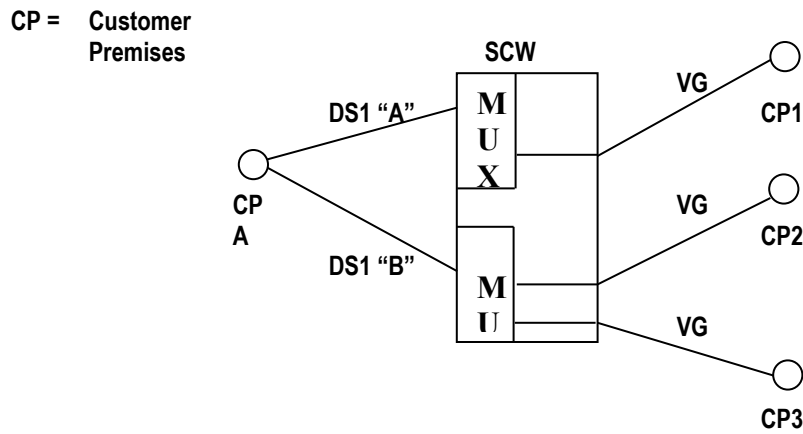 CP = Customer
Premises
SCW
VG
DS1 “A”
M
U
X
CP1
CP
A
VG
CP2
DS1 “B”
M
U
VG
CP3